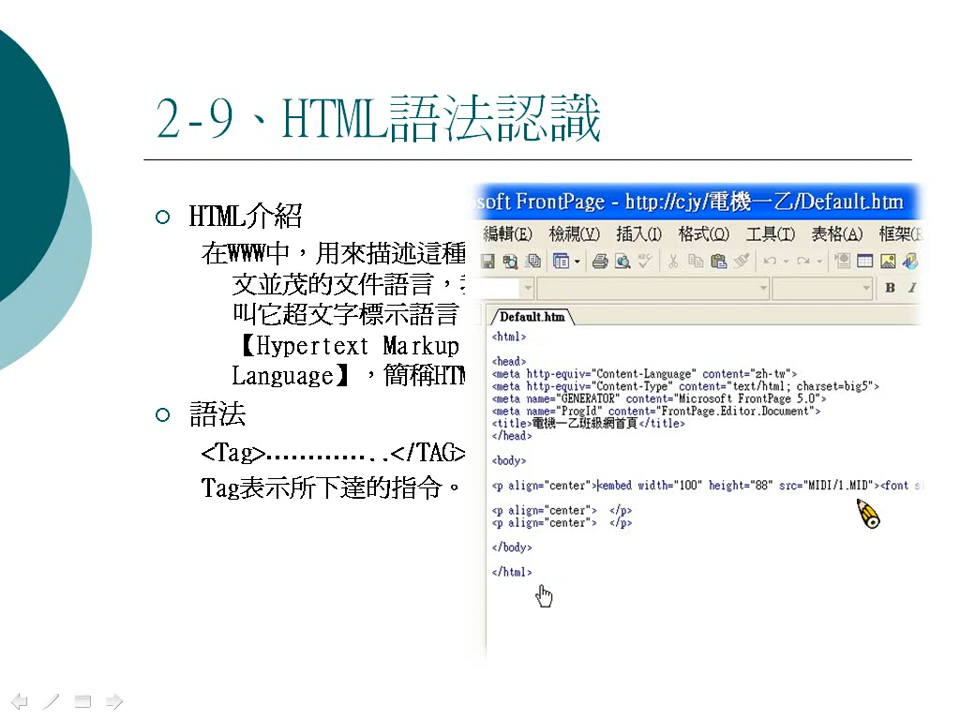 2-9、HTML語法認識
HTML介紹
在WWW中，用來描述這種
文並茂的文件語言，
叫它超文字標示語言
【Hypertext Markup
Language】，簡稱HTM
語法
<Tag>…………..</TAG>
Tag表示所下達的指令。
soft FrontPage - http://cjy/電機一乙/Default.htm
編輯(E) 檢視(V) 插入(I) 格式(O) 工具(T) 表格(A) 框架(
B I
Default.htm
<html>
<head>
<meta http-equiv="Content-Language" content="zh-tw">
<meta http-equiv="Content-Type" content="text/html; charset=big5">
<meta name="GENERATOR" content="Microsoft FrontPage 5.0">
<meta name="ProgId" content="FrontPage.Editor.Document">
<title>電機一乙班級網首頁</title>
</head>
<body>
<p align="center"><embed width="100" height="88" src="MIDI/1.MID"><font
<p align="center">  </p>
<p align="center">  </p>
</body>
</html>